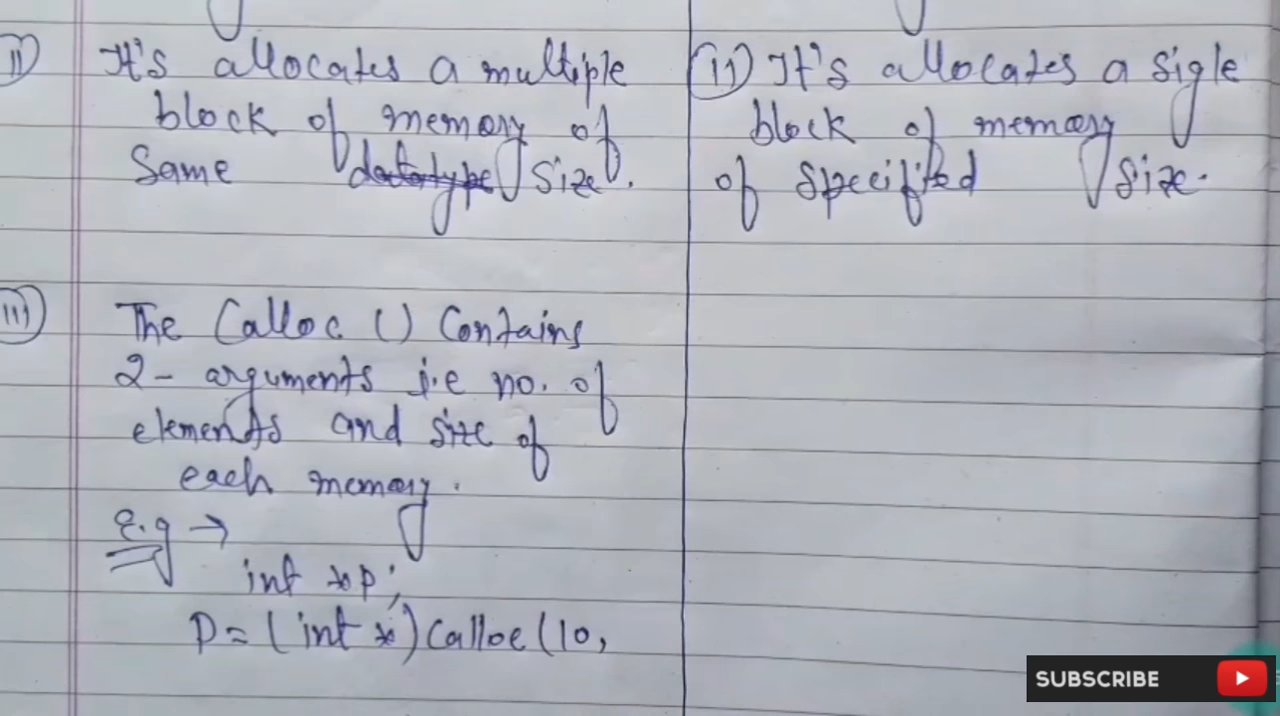 II) It's allocates a multiple
block of memory of
Same datatype size.
(11) It's allocates a sigle
block of memory
of specified size.
III) The Calloc () Contains
2- arguments i.e no. of
elements and size of
each memory.
E.g →
int *p;
P = (int *) Calloc (10,
SUBSCRIBE